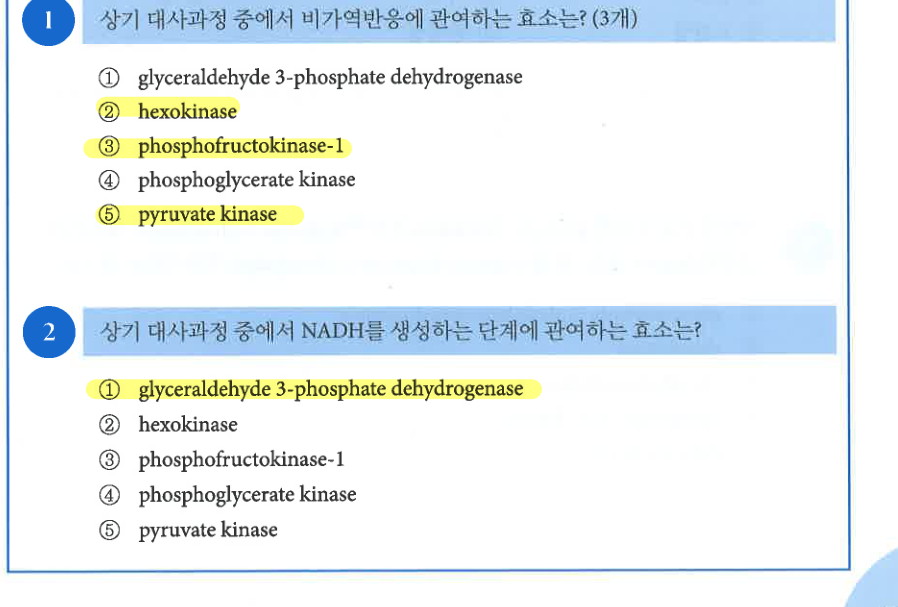 1 상기 대사과정 중에서 비가역반응에 관여하는 효소는? (3개)
① glyceraldehyde 3-phosphate dehydrogenase
② hexokinase
③ phosphofructokinase-1
④ phosphoglycerate kinase
⑤ pyruvate kinase
2 상기 대사과정 중에서 NADH를 생성하는 단계에 관여하는 효소는?
① glyceraldehyde 3-phosphate dehydrogenase
② hexokinase
③ phosphofructokinase-1
④ phosphoglycerate kinase
⑤ pyruvate kinase